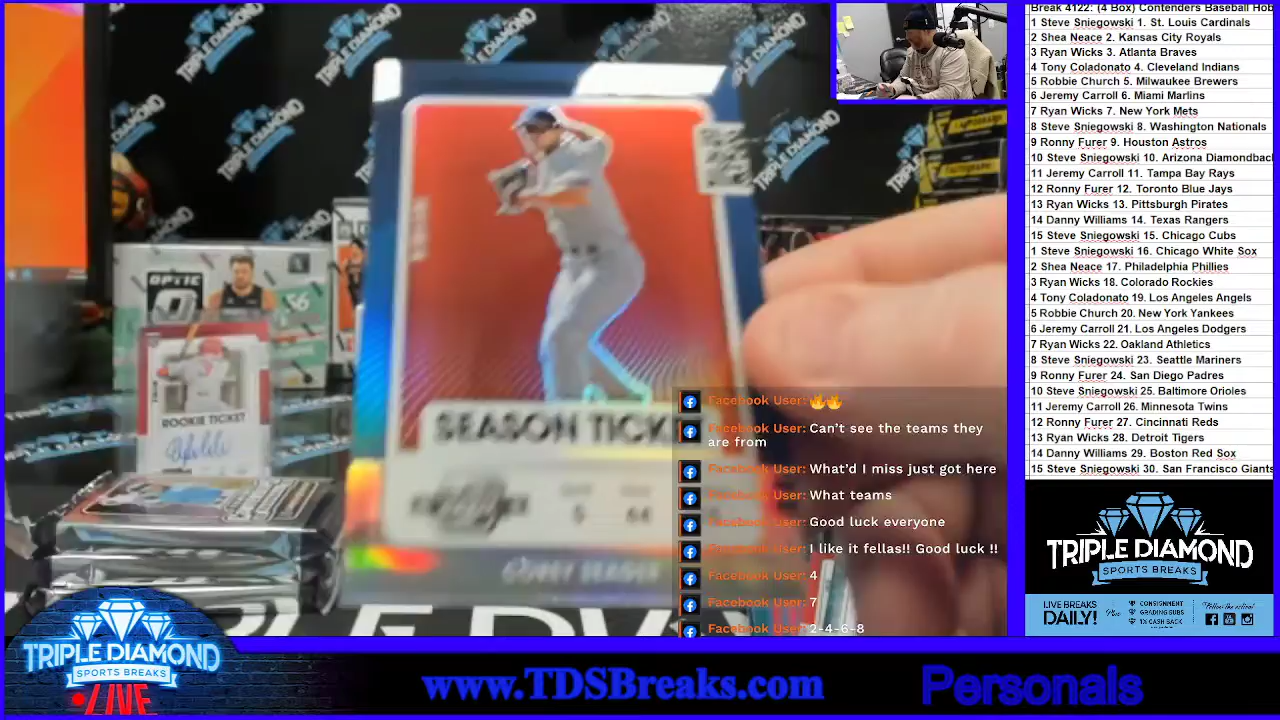 Break 4122: (4 Box) Contenders Baseball Hob
1 Steve Sniegowski 1. St. Louis Cardinals
2 Shea Neace 2. Kansas City Royals
3 Ryan Wicks 3. Atlanta Braves
4 Tony Coladonato 4. Cleveland Indians
5 Robbie Church 5. Milwaukee Brewers
6 Jeremy Carroll 6. Miami Marlins
7 Ryan Wicks 7. New York Mets
8 Steve Sniegowski 8. Washington Nationals
9 Ronny Furer 9. Houston Astros
10 Steve Sniegowski 10. Arizona Diamondback
11 Jeremy Carroll 11. Tampa Bay Rays
12 Ronny Furer 12. Toronto Blue Jays
13 Ryan Wicks 13. Pittsburgh Pirates
14 Danny Williams 14. Texas Rangers
15 Steve Sniegowski 15. Chicago Cubs
1 Steve Sniegowski 16. Chicago White Sox
2 Shea Neace 17. Philadelphia Phillies
3 Ryan Wicks 18. Colorado Rockies
4 Tony Coladonato 19. Los Angeles Angels
5 Robbie Church 20. New York Yankees
6 Jeremy Carroll 21. Los Angeles Dodgers
7 Ryan Wicks 22. Oakland Athletics
8 Steve Sniegowski 23. Seattle Mariners
9 Ronny Furer 24. San Diego Padres
10 Steve Sniegowski 25. Baltimore Orioles
11 Jeremy Carroll 26. Minnesota Twins
12 Ronny Furer 27. Cincinnati Reds
13 Ryan Wicks 28. Detroit Tigers
14 Danny Williams 29. Boston Red Sox
15 Steve Sniegowski 30. San Francisco Giants
TRIPLE DIAMOND
SPORTS BREAKS
LIVE BREAKS
DAILY!
Plus
CONSIGNMENT
GRADING SUBS
1X CASH BACK
Follow the action!
OPTIC
ROOKIE TICKET
SEASON TICK
COREY SEAGER
Facebook User: 🔥🔥
Facebook User: Can't see the teams they
are from
Facebook User: What'd I miss just got here
Facebook User: What teams
Facebook User: Good luck everyone
Facebook User: I like it fellas!! Good luck !!
Facebook User: 4
Facebook User: 7
Facebook User: 2-4-6-8
TRIPLE DIAMOND
SPORTS BREAKS
LIVE
www.TDSBreaks.com
Personals